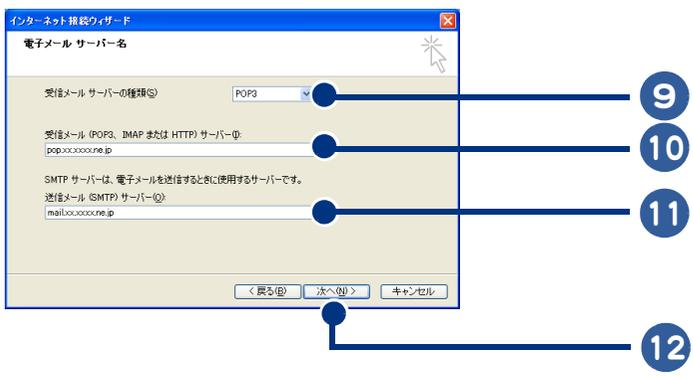 インターネット接続ウィザード
電子メール サーバー名
受信メール サーバーの種類(S)
POP3
9
受信メール (POP3、IMAP または HTTP) サーバー(I):
pop.xx.xxxx.ne.jp
10
SMTP サーバーは、電子メールを送信するときに使用するサーバーです。
送信メール (SMTP) サーバー(O):
mail.xx.xxxx.ne.jp
11
< 戻る(B)
次へ(N) >
キャンセル
12